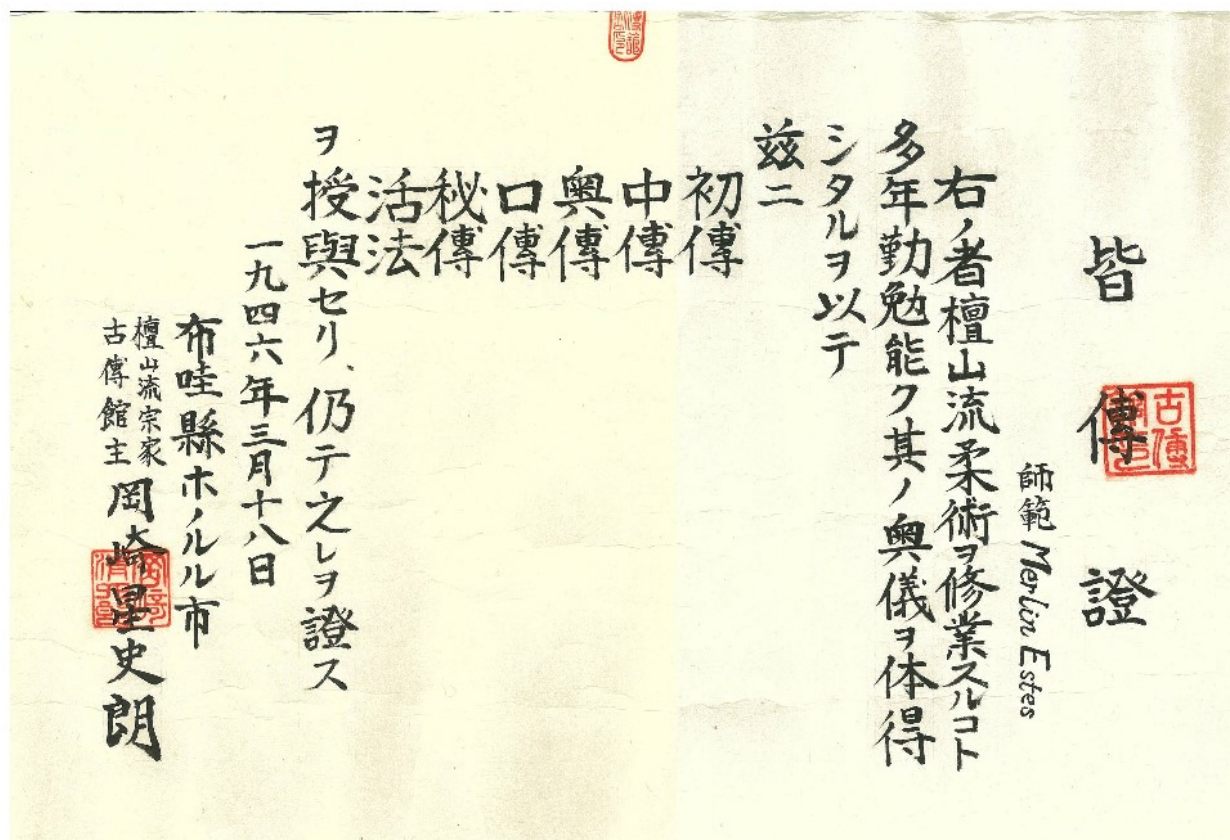 皆傳證
師範 Merlin Estes
右ノ者檀山流柔術ヲ修業スルコト
多年勤勉能ク其ノ奥儀ヲ体得
シタルヲ以テ
玆ニ
初傳
中傳
奥傳
口傳
秘傳
活法
ヲ授與セリ、仍テ之レヲ證ス
一九四六年三月十八日
布哇縣ホノルル市
檀山流宗家
古傳館主
岡崎星史朗